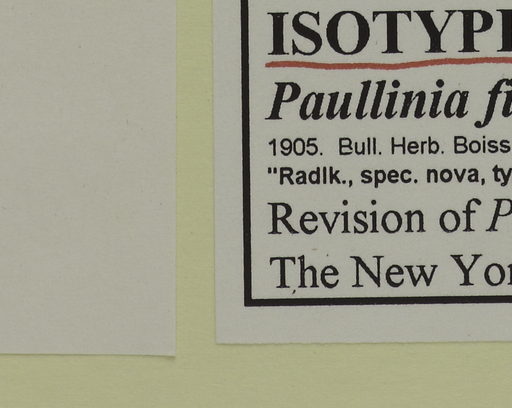 ISOTYPE
Paullinia fi
1905. Bull. Herb. Boiss
"Radlk., spec. nova, ty
Revision of P
The New Yor